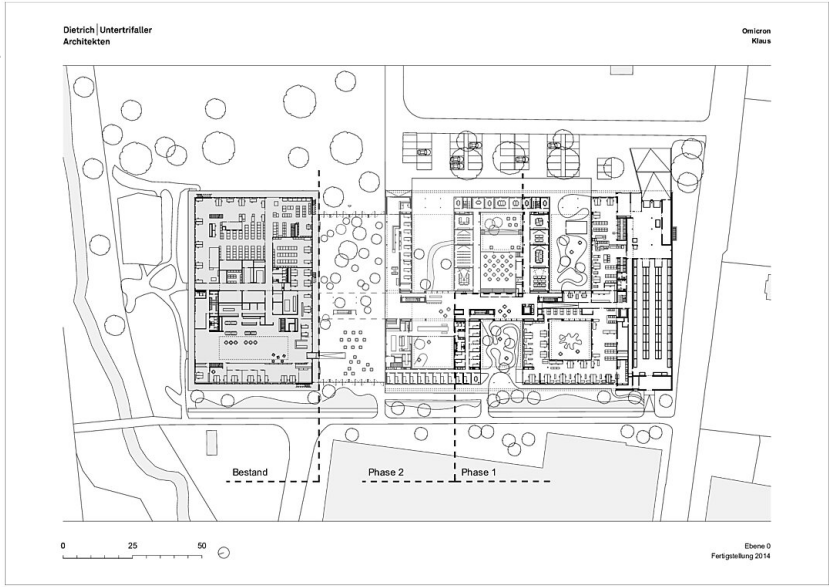 Dietrich | Untertrifaller
Architekten
Omicron
Klaus
Bestand
Phase 2
Phase 1
0 25 50
Ebene 0
Fertigstellung 2014